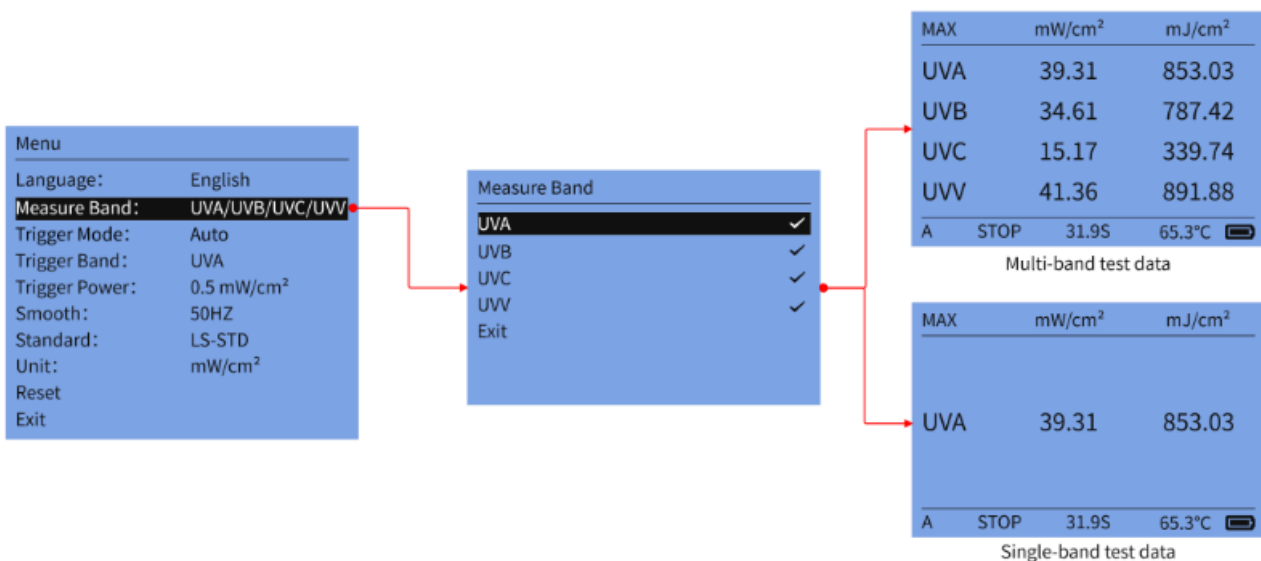 Menu
Language: English
Measure Band: UVA/UVB/UVC/UVV
Trigger Mode: Auto
Trigger Band: UVA
Trigger Power: 0.5 mW/cm²
Smooth: 50HZ
Standard: LS-STD
Unit: mW/cm²
Reset
Exit
Measure Band
UVA ✓
UVB ✓
UVC ✓
UVV ✓
Exit
MAX mW/cm² mJ/cm²
UVA 39.31 853.03
UVB 34.61 787.42
UVC 15.17 339.74
UVV 41.36 891.88
A STOP 31.9S 65.3°C
Multi-band test data
MAX mW/cm² mJ/cm²
UVA 39.31 853.03
A STOP 31.9S 65.3°C
Single-band test data